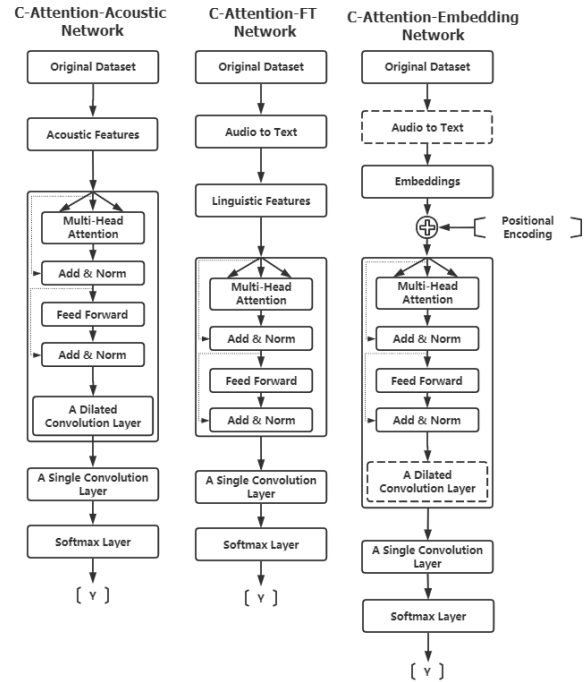 C-Attention-Acoustic
Network
Original Dataset
Acoustic Features
Multi-Head
Attention
Add & Norm
Feed Forward
Add & Norm
A Dilated
Convolution Layer
A Single Convolution
Layer
Softmax Layer
[ Y ]
C-Attention-FT
Network
Original Dataset
Audio to Text
Linguistic Features
Multi-Head
Attention
Add & Norm
Feed Forward
Add & Norm
A Single Convolution
Layer
Softmax Layer
[ Y ]
C-Attention-Embedding
Network
Original Dataset
Audio to Text
Embeddings
Positional
Encoding
Multi-Head
Attention
Add & Norm
Feed Forward
Add & Norm
A Dilated
Convolution Layer
A Single Convolution
Layer
Softmax Layer
[ Y ]